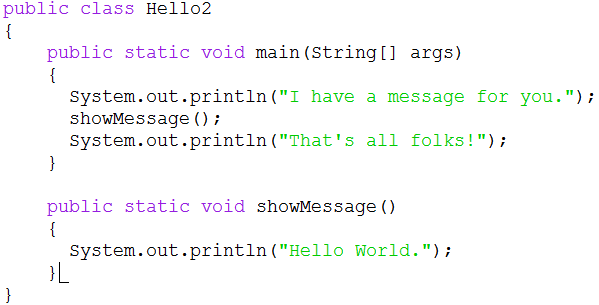 public class Hello2
{
    public static void main(String[] args)
    {
      System.out.println("I have a message for you.");
      showMessage();
      System.out.println("That's all folks!");
    }

    public static void showMessage()
    {
      System.out.println("Hello World.");
    }
}